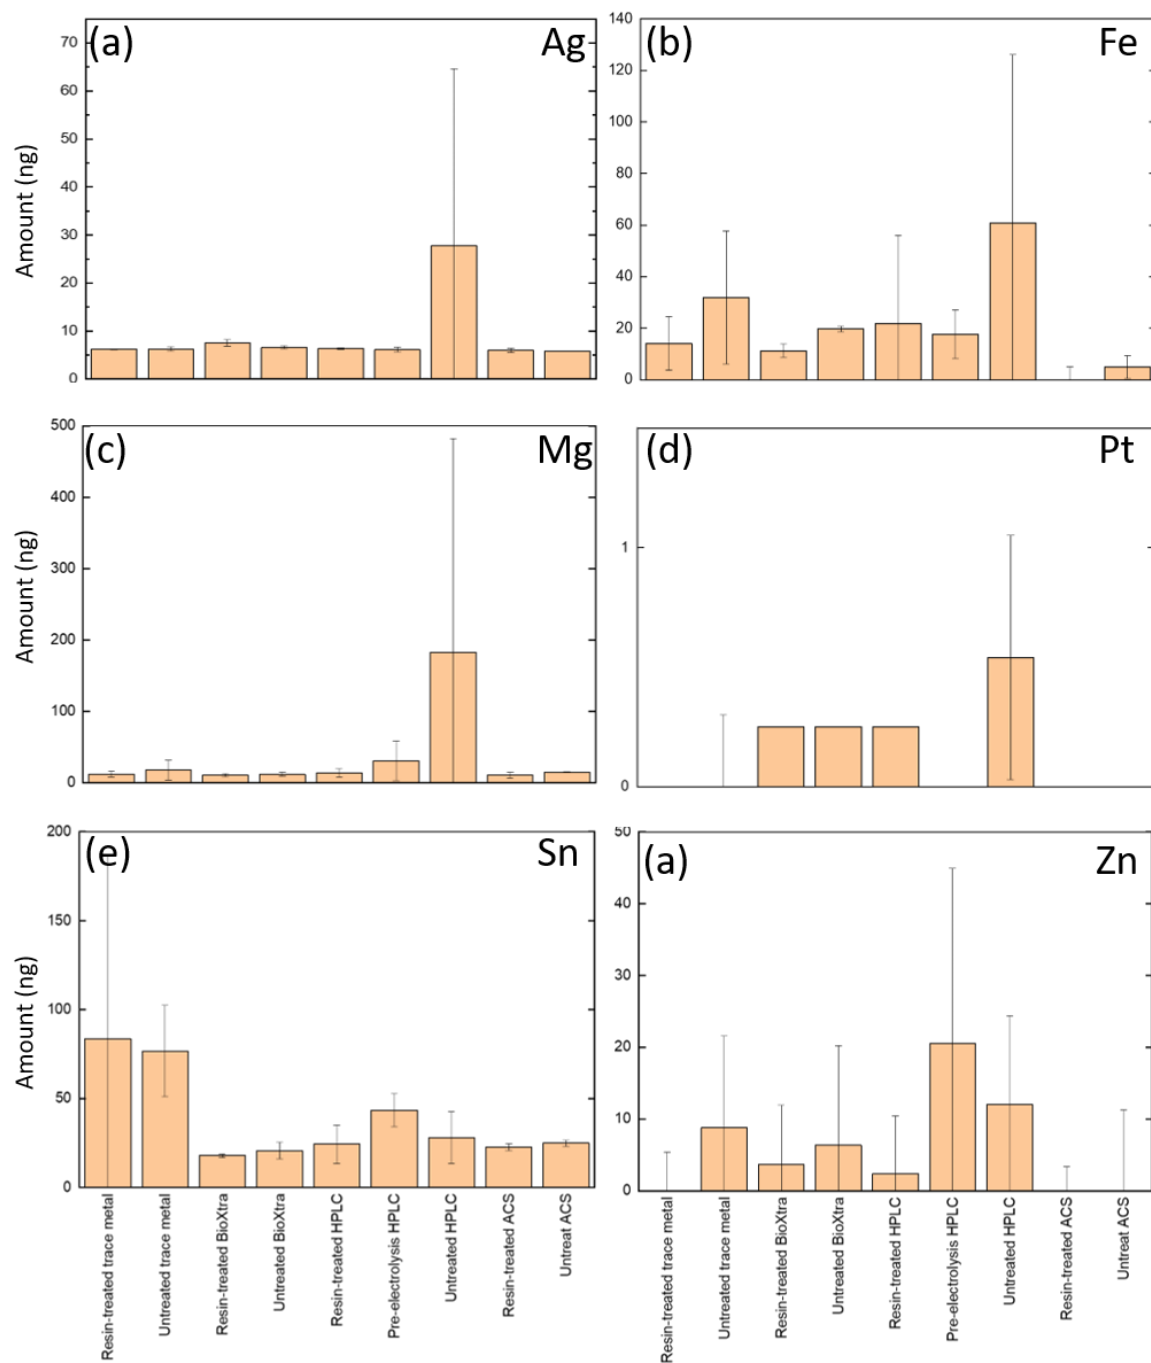 (a)
Ag
70
60
50
40
30
20
10
0
Amount (ng)
(b)
Fe
140
120
100
80
60
40
20
0
(c)
Mg
500
400
300
200
100
0
Amount (ng)
(d)
Pt
1
0
(e)
Sn
200
150
100
50
0
Amount (ng)
Resin-treated trace metal
Untreated trace metal
Resin-treated BioXtra
Untreated BioXtra
Resin-treated HPLC
Pre-electrolysis HPLC
Untreated HPLC
Resin-treated ACS
Untreat ACS
(a)
Zn
50
40
30
20
10
0
Resin-treated trace metal
Untreated trace metal
Resin-treated BioXtra
Untreated BioXtra
Resin-treated HPLC
Pre-electrolysis HPLC
Untreated HPLC
Resin-treated ACS
Untreat ACS